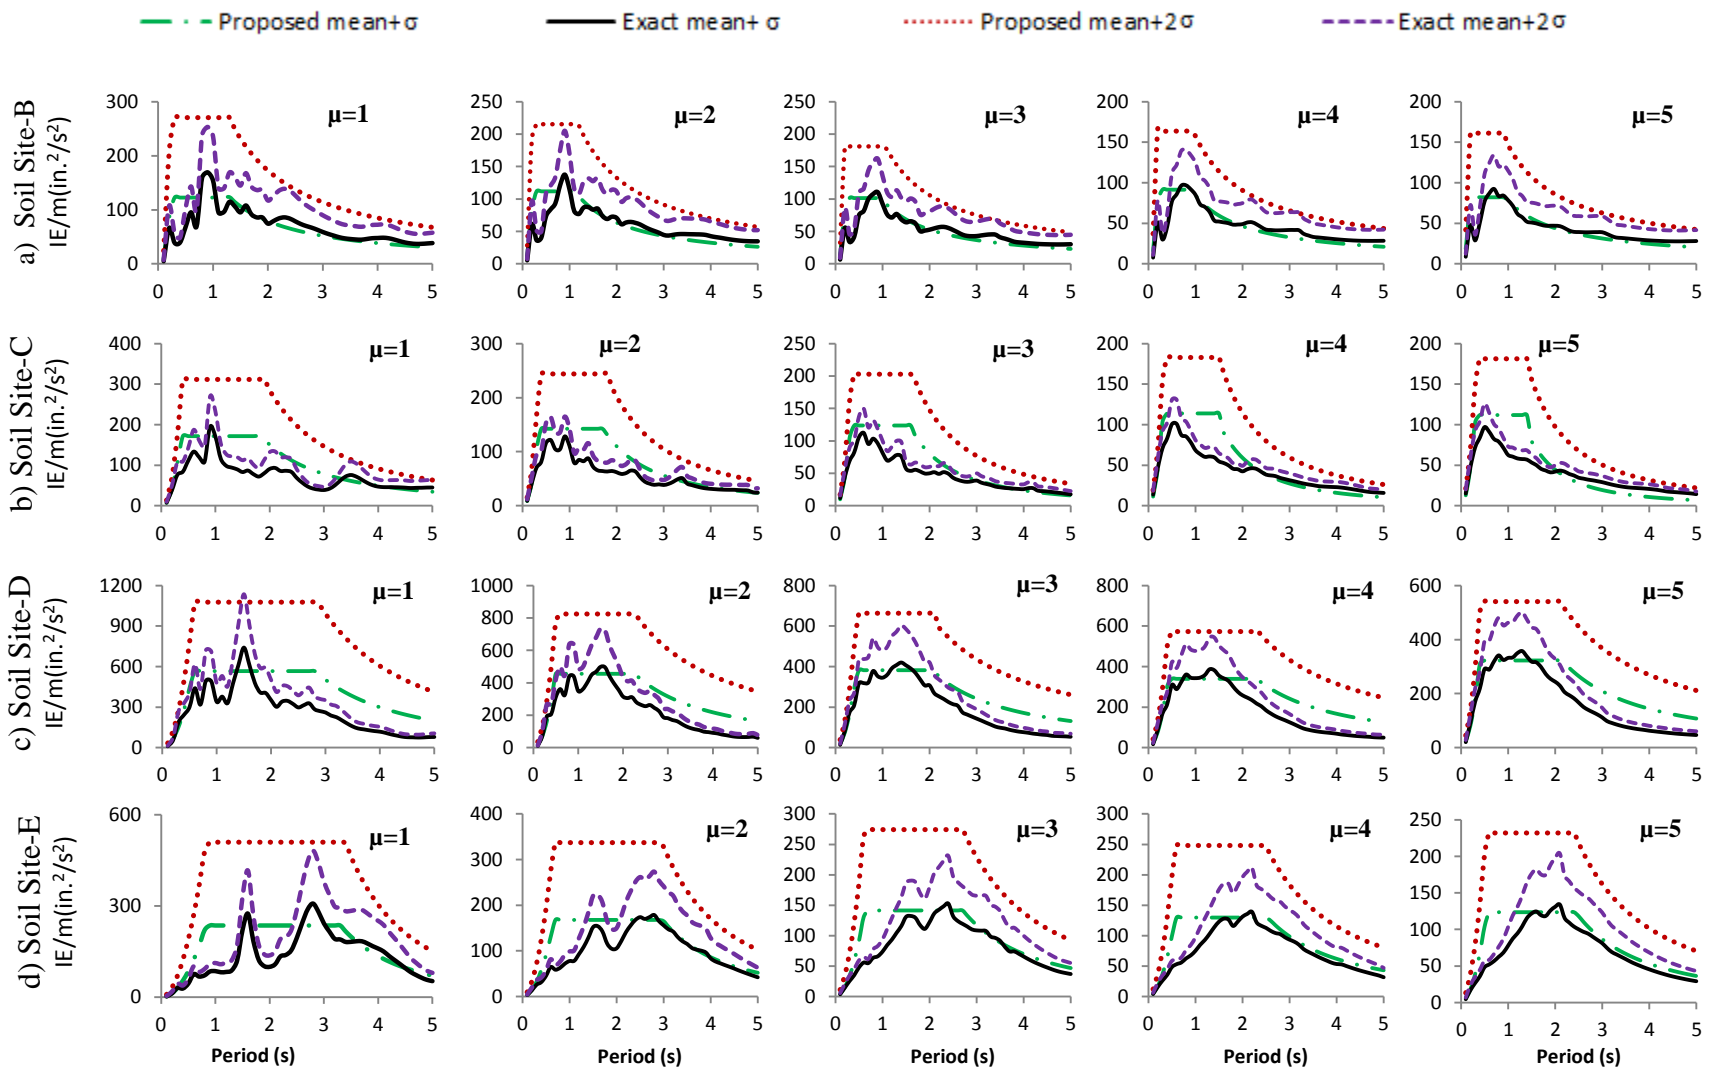 Proposed mean+σ Exact mean+ σ Proposed mean+2σ Exact mean+2σ
a) Soil Site-B
IE/m(in.²/s²)
300 200 100 0
0 1 2 3 4 5
μ=1
250 200 150 100 50 0
0 1 2 3 4 5
μ=2
250 200 150 100 50 0
0 1 2 3 4 5
μ=3
200 150 100 50 0
0 1 2 3 4 5
μ=4
200 150 100 50 0
0 1 2 3 4 5
μ=5
b) Soil Site-C
IE/m(in.²/s²)
400 300 200 100 0
0 1 2 3 4 5
μ=1
300 200 100 0
0 1 2 3 4 5
μ=2
250 200 150 100 50 0
0 1 2 3 4 5
μ=3
200 150 100 50 0
0 1 2 3 4 5
μ=4
200 150 100 50 0
0 1 2 3 4 5
μ=5
c) Soil Site-D
IE/m(in.²/s²)
1200 900 600 300 0
0 1 2 3 4 5
μ=1
1000 800 600 400 200 0
0 1 2 3 4 5
μ=2
800 600 400 200 0
0 1 2 3 4 5
μ=3
800 600 400 200 0
0 1 2 3 4 5
μ=4
600 400 200 0
0 1 2 3 4 5
μ=5
d) Soil Site-E
IE/m(in.²/s²)
600 300 0
0 1 2 3 4 5
μ=1
Period (s)
400 300 200 100 0
0 1 2 3 4 5
μ=2
Period (s)
300 250 200 150 100 50 0
0 1 2 3 4 5
μ=3
Period (s)
300 250 200 150 100 50 0
0 1 2 3 4 5
μ=4
Period (s)
250 200 150 100 50 0
0 1 2 3 4 5
μ=5
Period (s)